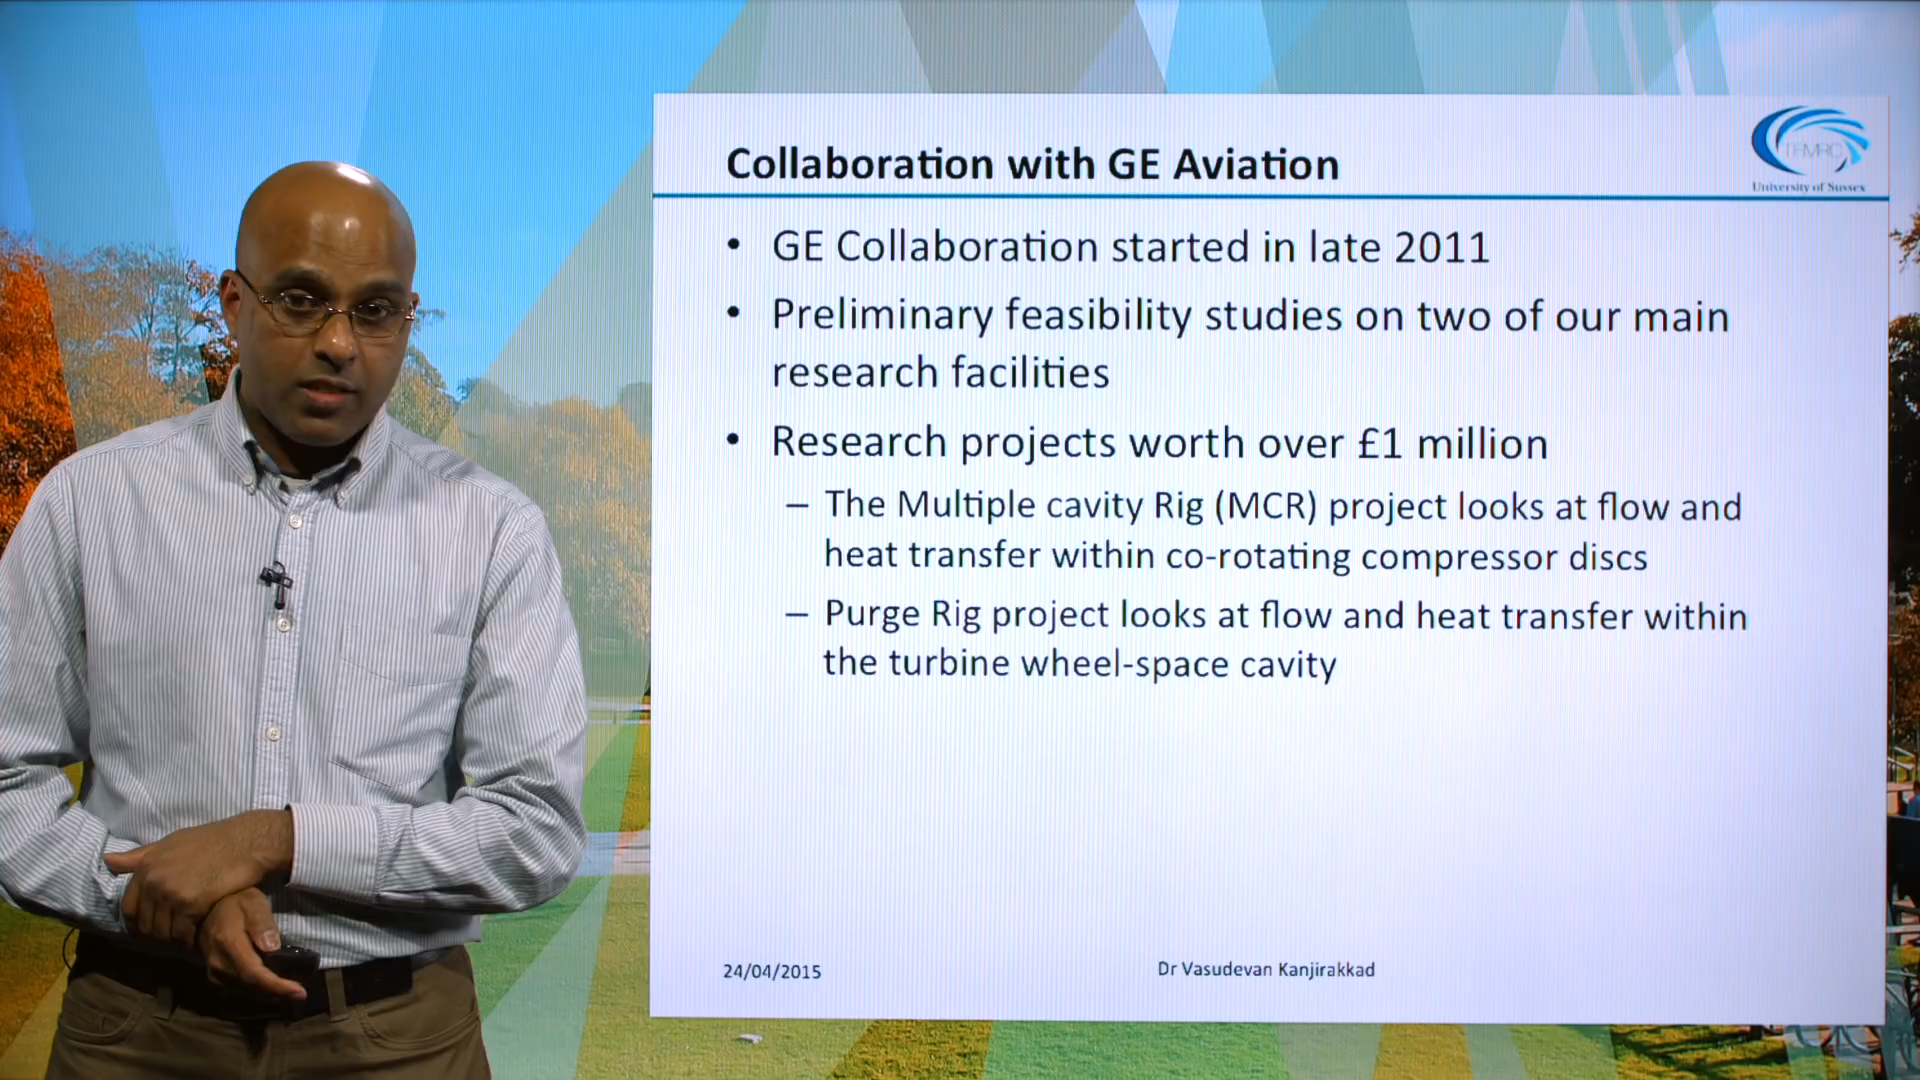 Collaboration with GE Aviation
TFMRC
University of Sussex
• GE Collaboration started in late 2011
• Preliminary feasibility studies on two of our main
research facilities
• Research projects worth over £1 million
– The Multiple cavity Rig (MCR) project looks at flow and
heat transfer within co-rotating compressor discs
– Purge Rig project looks at flow and heat transfer within
the turbine wheel-space cavity
24/04/2015
Dr Vasudevan Kanjirakkad